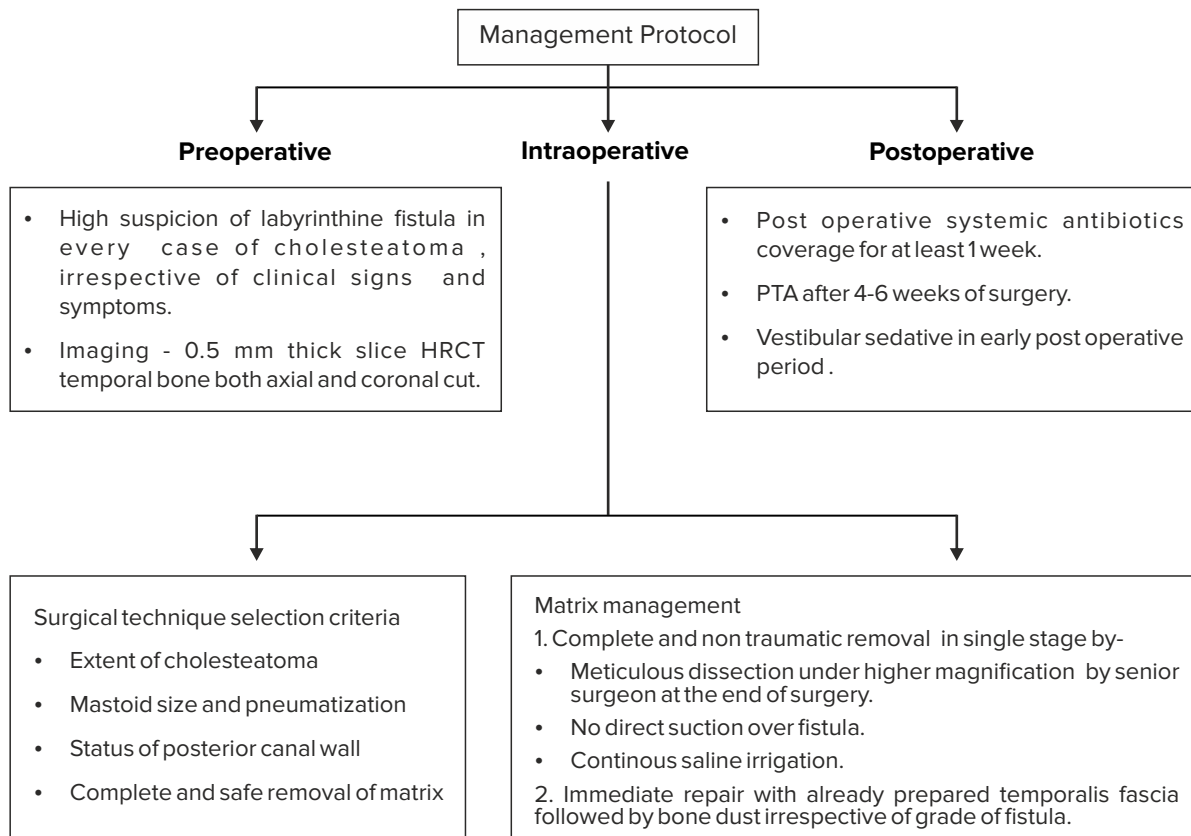 Management Protocol
Preoperative
Intraoperative
Postoperative
• High suspicion of labyrinthine fistula in
every case of cholesteatoma ,
irrespective of clinical signs and
symptoms.
• Imaging - 0.5 mm thick slice HRCT
temporal bone both axial and coronal cut.
• Post operative systemic antibiotics
coverage for at least 1 week.
• PTA after 4-6 weeks of surgery.
• Vestibular sedative in early post operative
period .
Surgical technique selection criteria
• Extent of cholesteatoma
• Mastoid size and pneumatization
• Status of posterior canal wall
• Complete and safe removal of matrix
Matrix management
1. Complete and non traumatic removal in single stage by-
• Meticulous dissection under higher magnification by senior
surgeon at the end of surgery.
• No direct suction over fistula.
• Continous saline irrigation.
2. Immediate repair with already prepared temporalis fascia
followed by bone dust irrespective of grade of fistula.